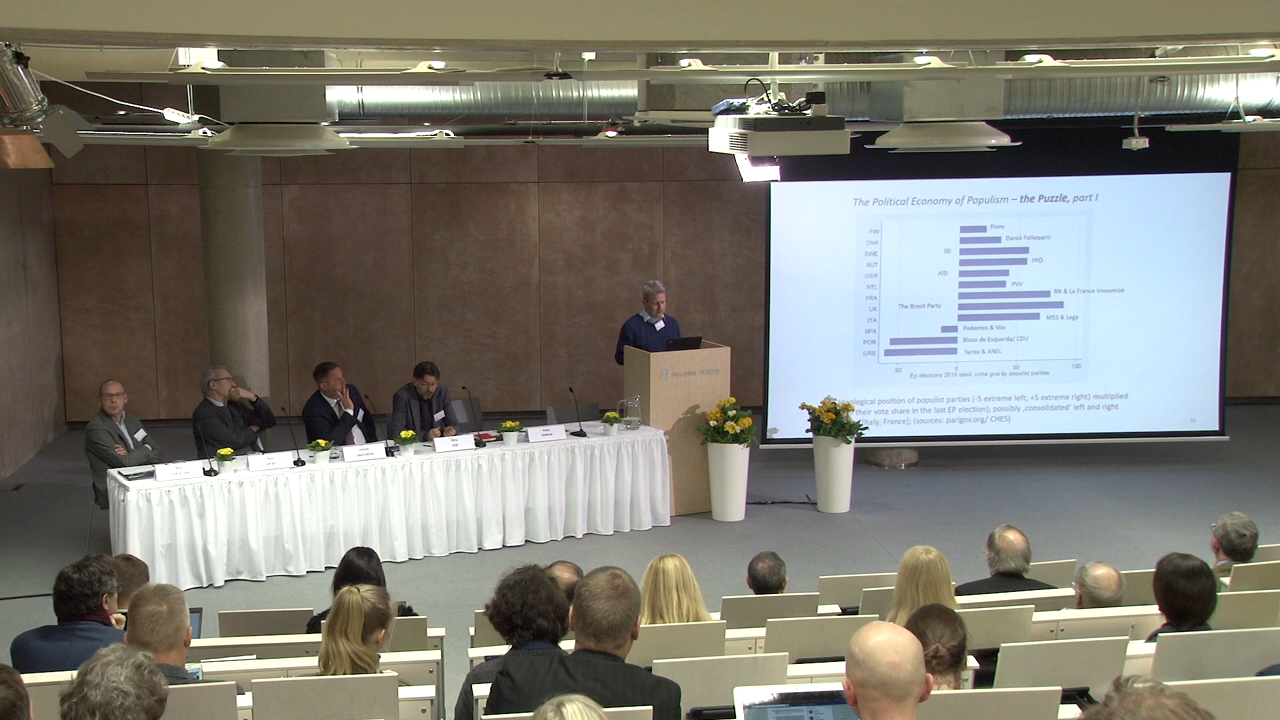 The Political Economy of Populism – the Puzzle, part I
FIN
Finns
DNK
Dansk Folkeparti
SWE
SD
AUT
FPÖ
GER
AfD
NTL
PVV
FRA
RN & La France Insoumise
UK
The Brexit Party
ITA
M5S & Lega
SPA
Podemos & Vox
POR
Bloco de Esquerda/ CDU
GRE
Syriza & ANEL
-50
0
50
100
Ep elections 2019 ideol. wise gravity populist parties
ological position of populist parties (-5 extreme left; +5 extreme right) multiplied
their vote share in the last EP election); possibly ‚consolidated' left and right
Italy, France); (sources: parlgov.org/ CHES)